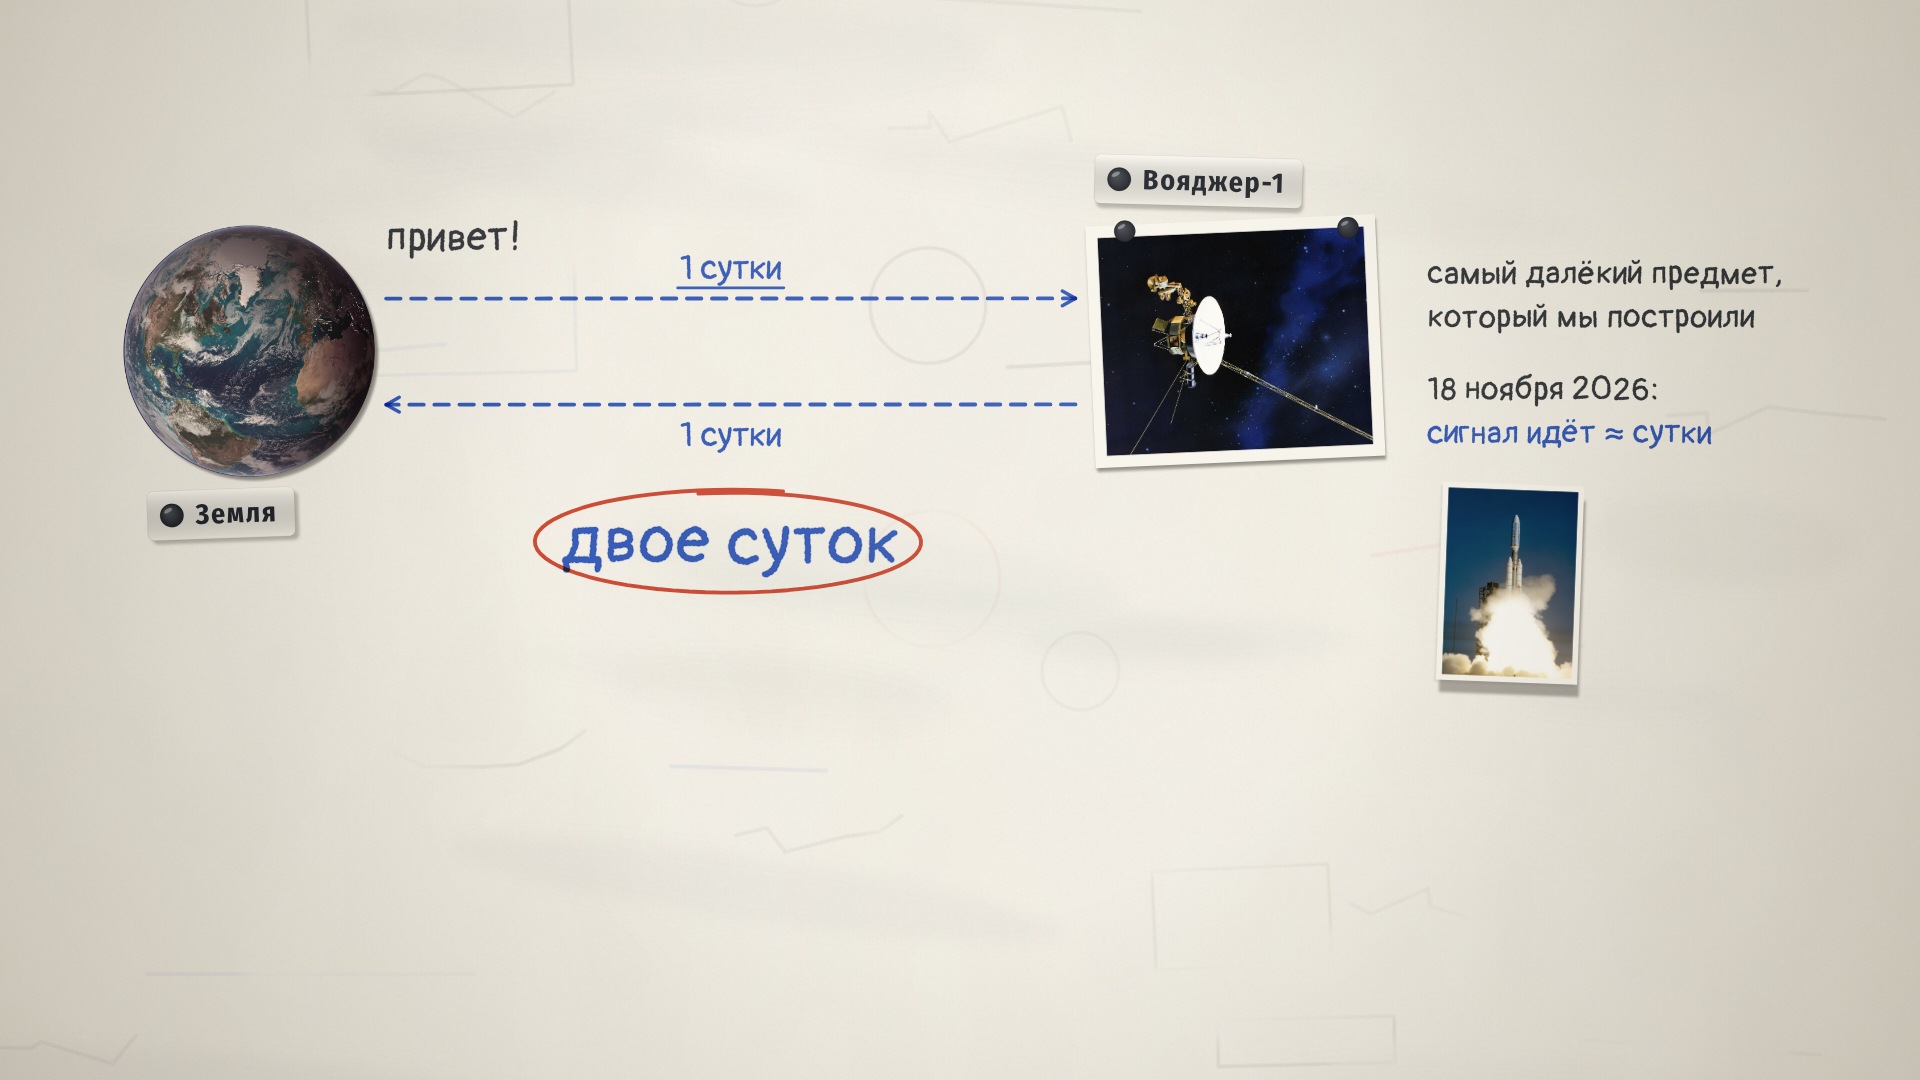 Вояджер-1
привет!
1 сутки
самый далёкий предмет,
который мы построили
18 ноября 2026:
1 сутки
сигнал идёт ≈ сутки
Земля
двое суток